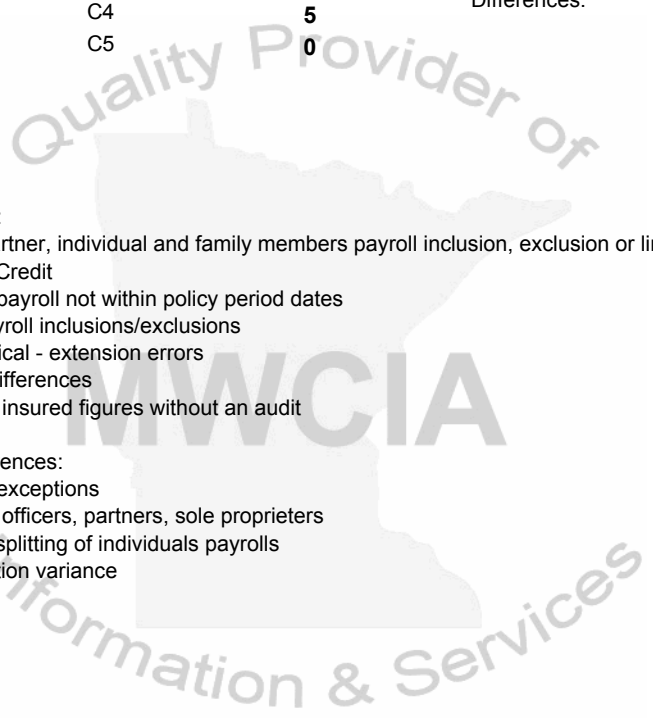 C4 5 Differences:
C5 0
Quality Provider of
:
rtner, individual and family members payroll inclusion, exclusion or li
Credit
payroll not within policy period dates
roll inclusions/exclusions
ical - extension errors
ifferences
insured figures without an audit
MWCIA
ences:
exceptions
officers, partners, sole proprieters
splitting of individuals payrolls
tion variance
Information & Services